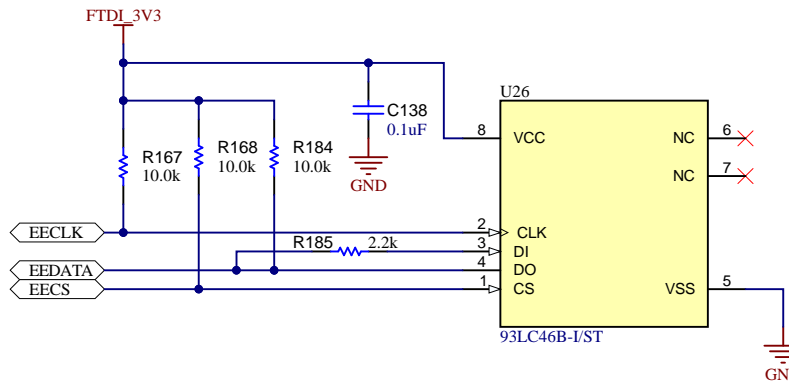 FTDI_3V3
U26
C138
0.1uF
GND
R167
10.0k
R168
10.0k
R184
10.0k
8 VCC
NC 6
NC 7
EECLK
2 CLK
R185 2.2k
3 DI
EEDATA
4 DO
EECS
1 CS
VSS 5
93LC46B-I/ST
GN